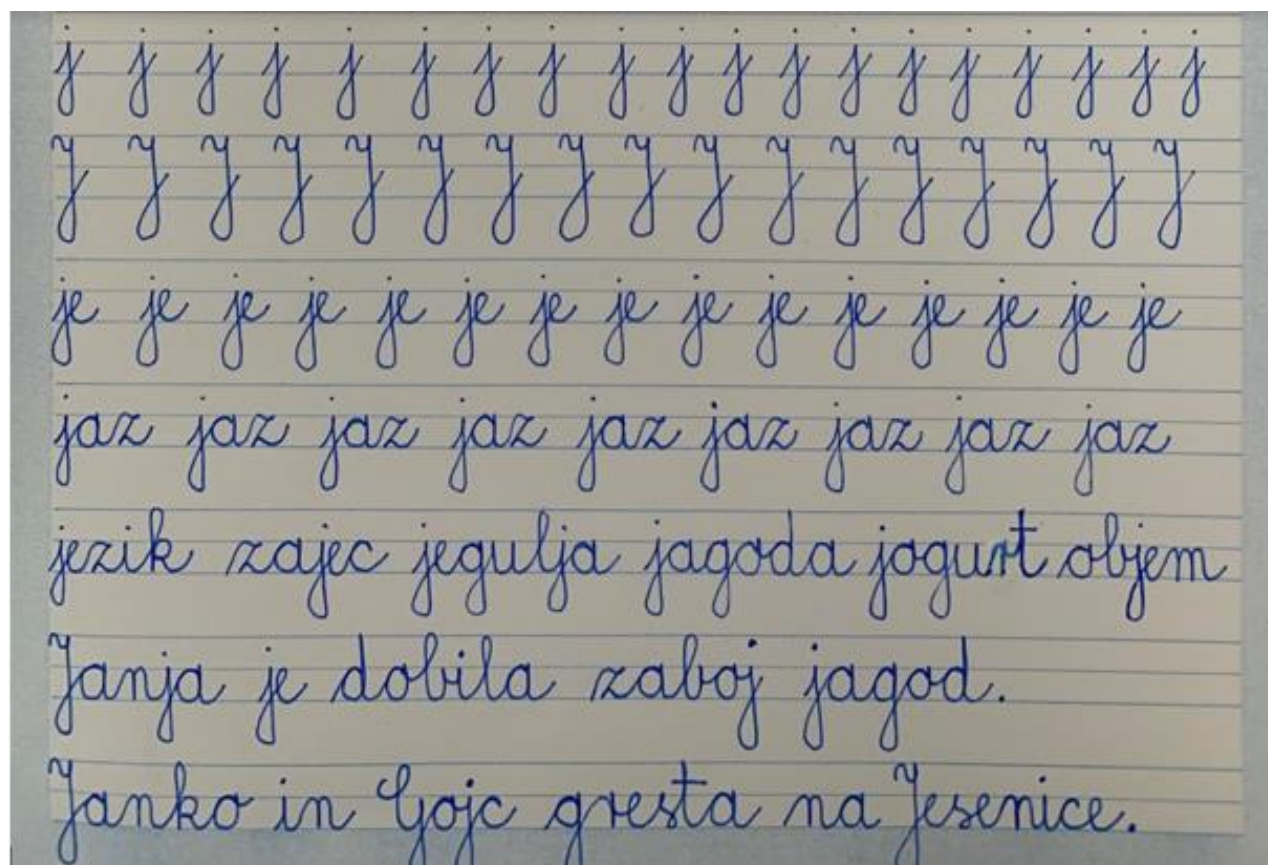 j j j j j j j j j j j j j j j j j j j
J J J J J J J J J J J J J J J J J
je je je je je je je je je je je je je je je
jaz jaz jaz jaz jaz jaz jaz jaz jaz
jezik zajec jegulja jagoda jogurt objem
Janja je dobila zaboj jagod.
Janko in Gojc gresta na Jesenice.